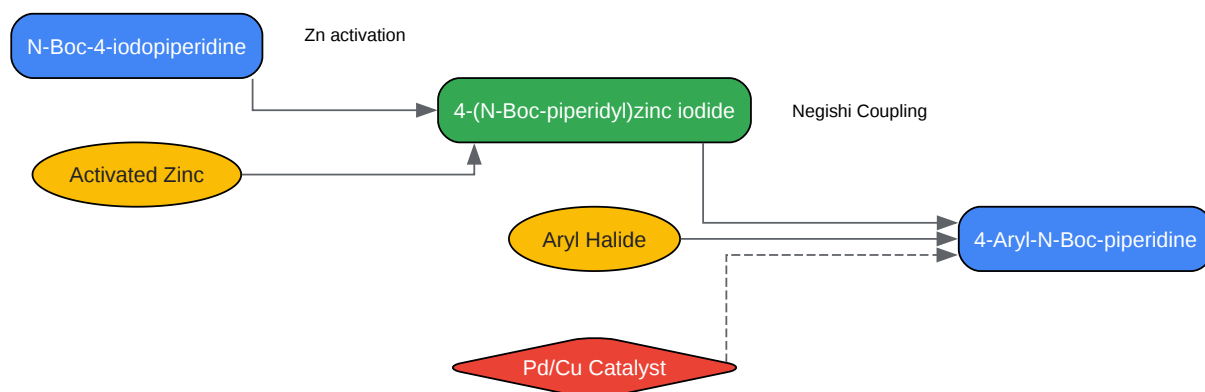 N-Boc-4-iodopiperidine
Zn activation
4-(N-Boc-piperidyl)zinc iodide
Negishi Coupling
Activated Zinc
Aryl Halide
4-Aryl-N-Boc-piperidine
Pd/Cu Catalyst